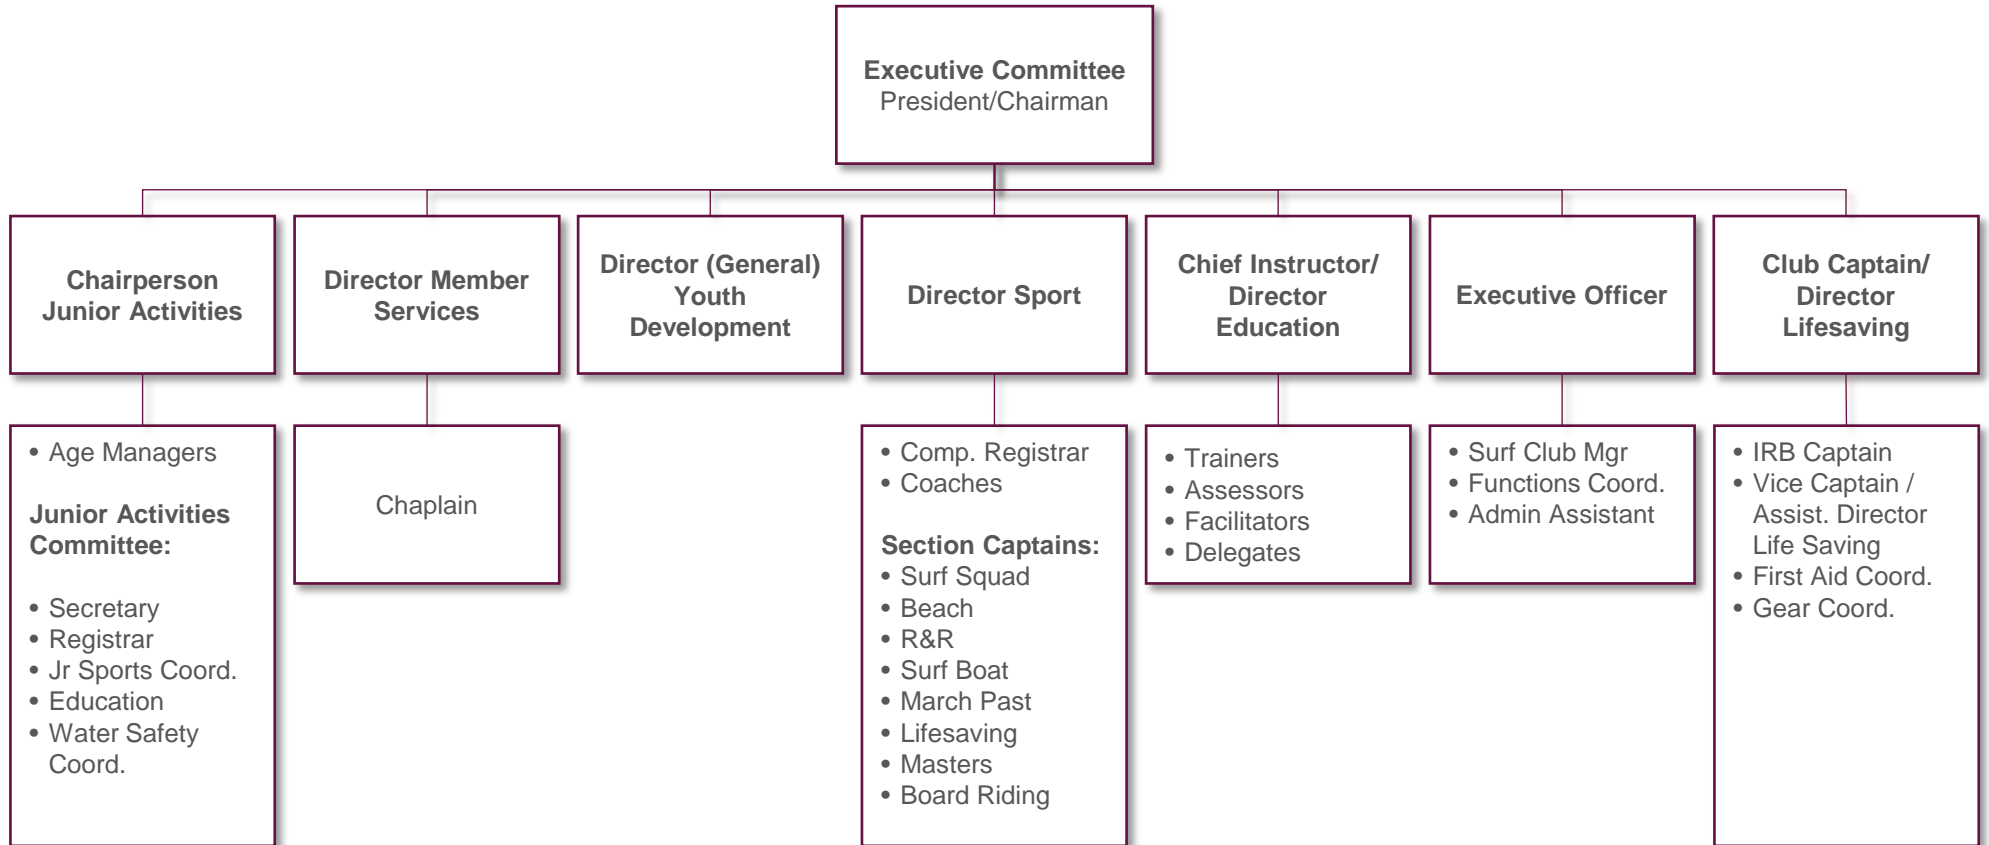 Executive Committee
President/Chairman
Chairperson
Junior Activities
Director Member
Services
Director (General)
Youth
Development
Director Sport
Chief Instructor/
Director
Education
Executive Officer
Club Captain/
Director
Lifesaving
• Age Managers
Junior Activities
Committee:
• Secretary
• Registrar
• Jr Sports Coord.
• Education
• Water Safety
Coord.
Chaplain
• Comp. Registrar
• Coaches
Section Captains:
• Surf Squad
• Beach
• R&R
• Surf Boat
• March Past
• Lifesaving
• Masters
• Board Riding
• Trainers
• Assessors
• Facilitators
• Delegates
• Surf Club Mgr
• Functions Coord.
• Admin Assistant
• IRB Captain
• Vice Captain /
Assist. Director
Life Saving
• First Aid Coord.
• Gear Coord.